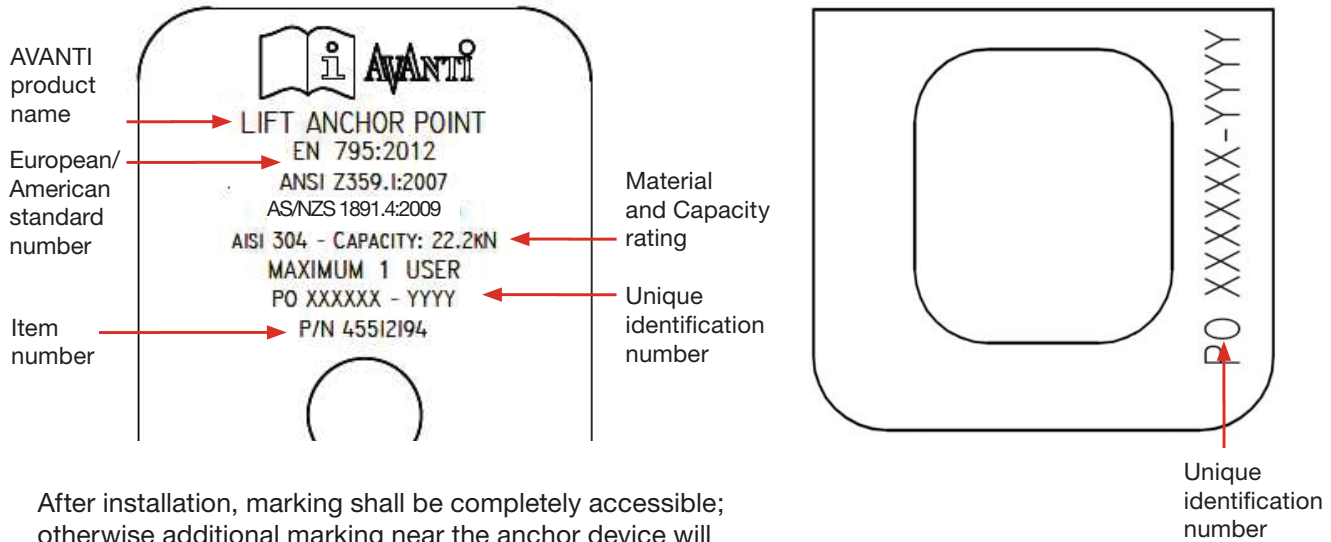 AVANTI
product
name
European/
American
standard
number
Item
number
i AVANTI
LIFT ANCHOR POINT
EN 795:2012
ANSI Z359.1:2007
AS/NZS 1891.4:2009
AISI 304 - CAPACITY: 22.2KN
MAXIMUM 1 USER
PO XXXXXX - YYYY
P/N 45512194
Material
and Capacity
rating
Unique
identification
number
PO XXXXXX-YYYY
Unique
identification
number
After installation, marking shall be completely accessible;
otherwise additional marking near the anchor device will